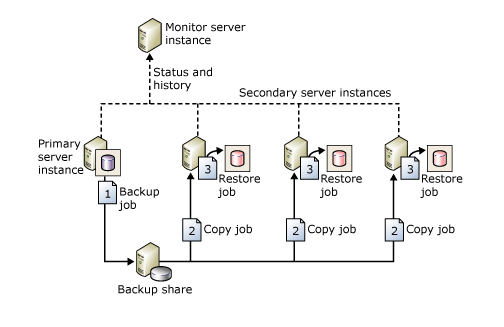 Monitor server
instance
Status and
history
Secondary server instances
Primary
server
instance
1
Backup
job
3
Restore
job
3
Restore
job
3
Restore
job
2
Copy job
2
Copy job
2
Copy job
Backup share